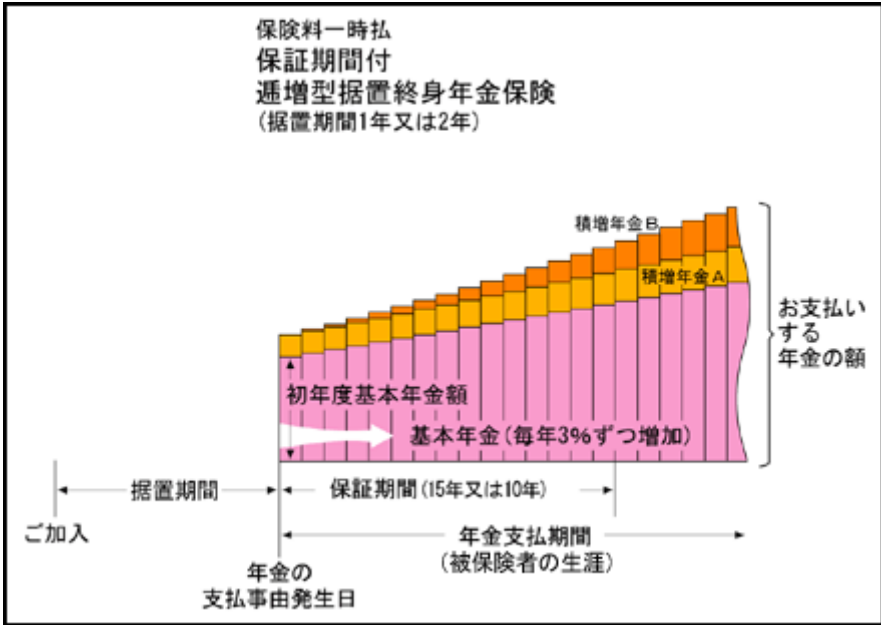 保険料一時払
保証期間付
逓増型据置終身年金保険
(据置期間1年又は2年)
積増年金B
積増年金A
お支払い
する
年金の額
初年度基本年金額
基本年金(毎年3%ずつ増加)
据置期間
保証期間(15年又は10年)
ご加入
年金支払期間
(被保険者の生涯)
年金の
支払事由発生日